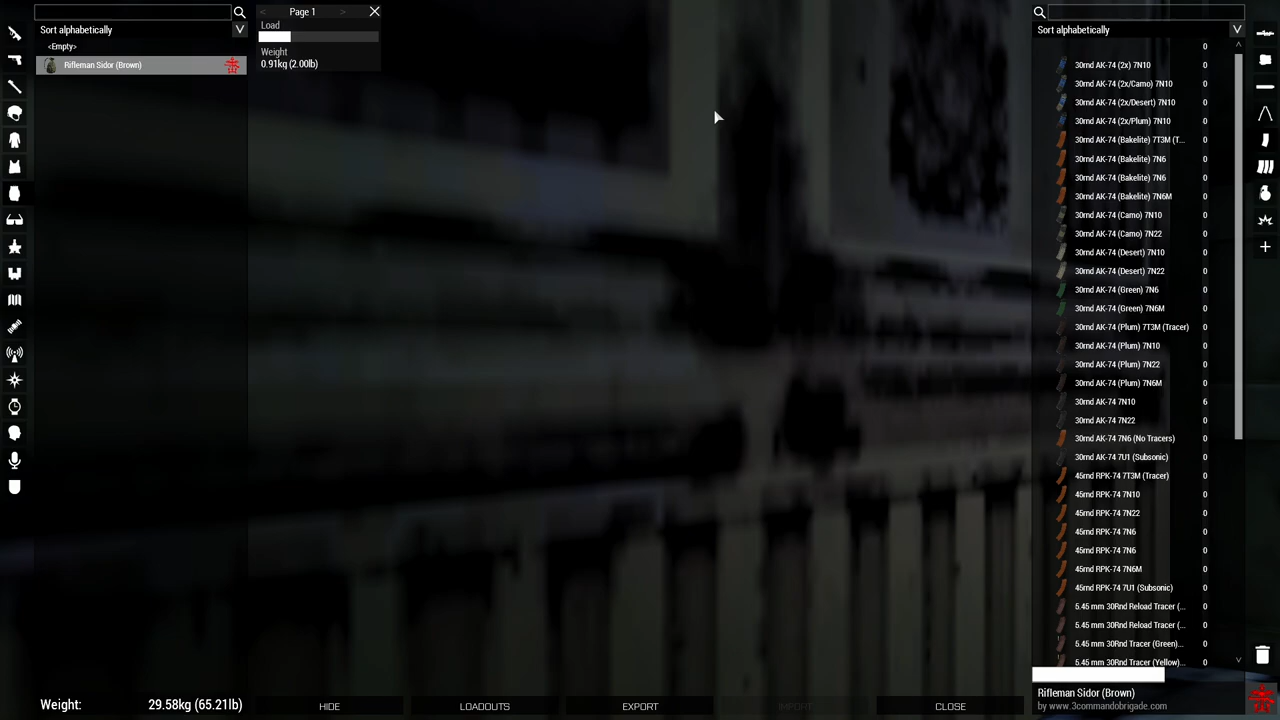 Sort alphabetically
<Empty>
Rifleman Sidor (Brown)
< Page 1 >
Load
Weight
0.91kg (2.00lb)
Sort alphabetically
0
30rnd AK-74 (2x) 7N10 0
30rnd AK-74 (2x/Camo) 7N10 0
30rnd AK-74 (2x/Desert) 7N10 0
30rnd AK-74 (2x/Plum) 7N10 0
30rnd AK-74 (Bakelite) 7T3M (T... 0
30rnd AK-74 (Bakelite) 7N6 0
30rnd AK-74 (Bakelite) 7N6 0
30rnd AK-74 (Bakelite) 7N6M 0
30rnd AK-74 (Camo) 7N10 0
30rnd AK-74 (Camo) 7N22 0
30rnd AK-74 (Desert) 7N10 0
30rnd AK-74 (Desert) 7N22 0
30rnd AK-74 (Green) 7N6 0
30rnd AK-74 (Green) 7N6M 0
30rnd AK-74 (Plum) 7T3M (Tracer) 0
30rnd AK-74 (Plum) 7N10 0
30rnd AK-74 (Plum) 7N22 0
30rnd AK-74 (Plum) 7N6M 0
30rnd AK-74 7N10 6
30rnd AK-74 7N22 0
30rnd AK-74 7N6 (No Tracers) 0
30rnd AK-74 7U1 (Subsonic) 0
45rnd RPK-74 7T3M (Tracer) 0
45rnd RPK-74 7N10 0
45rnd RPK-74 7N22 0
45rnd RPK-74 7N6 0
45rnd RPK-74 7N6 0
45rnd RPK-74 7N6M 0
45rnd RPK-74 7U1 (Subsonic) 0
5.45 mm 30Rnd Reload Tracer (... 0
5.45 mm 30Rnd Reload Tracer (... 0
5.45 mm 30Rnd Tracer (Green)... 0
5.45 mm 30Rnd Tracer (Yellow)... 0
Rifleman Sidor (Brown)
by www.3commandobrigade.com
Weight: 29.58kg (65.21lb)
HIDE
LOADOUTS
EXPORT
IMPORT
CLOSE